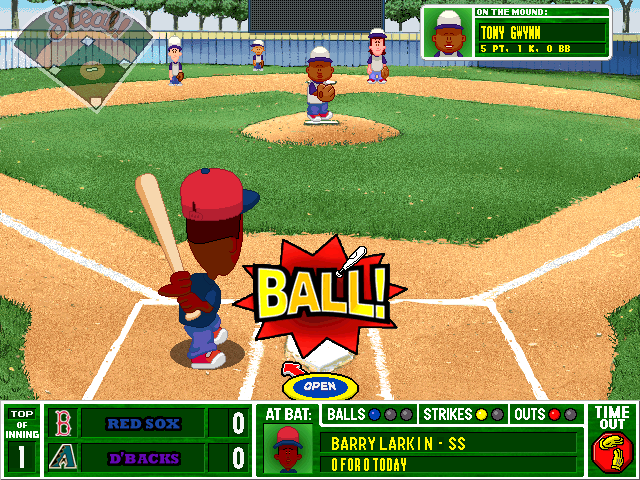 Steal!
ON THE MOUND:
TONY GWYNN
5 PT, 1 K, 0 BB
BALL!
OPEN
TOP OF INNING
1
B RED SOX 0
A D'BACKS 0
AT BAT:
BALLS STRIKES OUTS
BARRY LARKIN - SS
0 FOR 0 TODAY
TIME OUT